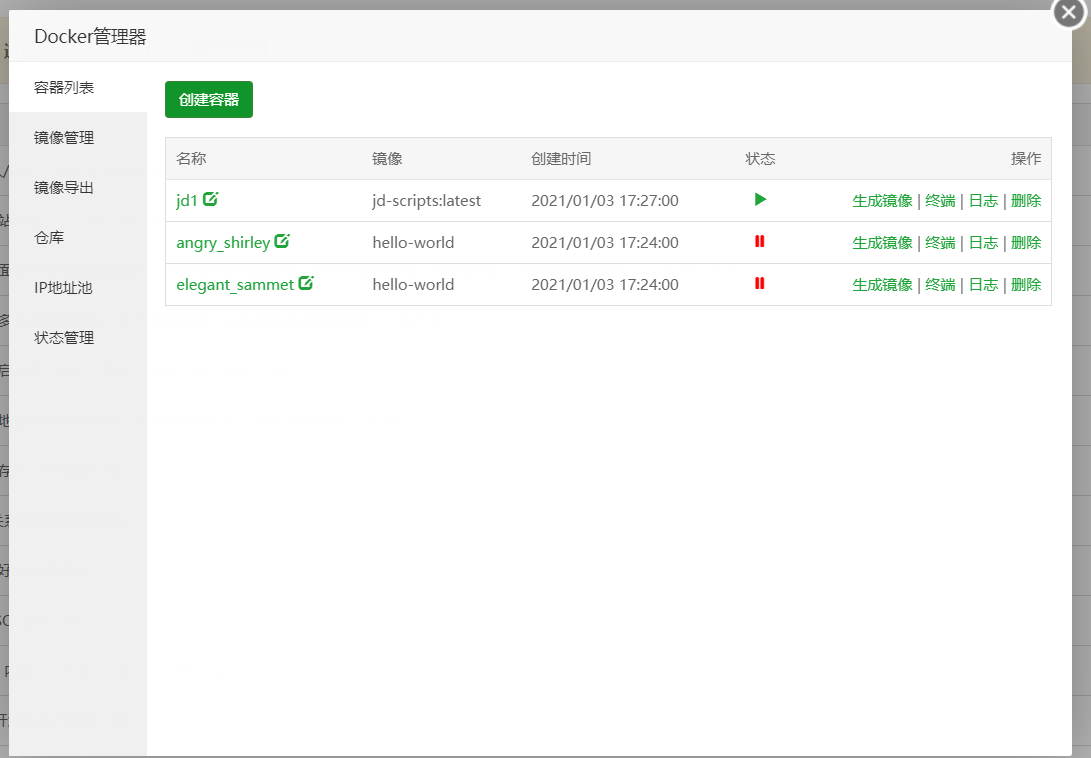 Docker管理器
容器列表
镜像管理
镜像导出
仓库
IP地址池
状态管理
创建容器
名称 镜像 创建时间 状态 操作
jd1 jd-scripts:latest 2021/01/03 17:27:00 生成镜像 | 终端 | 日志 | 删除
angry_shirley hello-world 2021/01/03 17:24:00 生成镜像 | 终端 | 日志 | 删除
elegant_sammet hello-world 2021/01/03 17:24:00 生成镜像 | 终端 | 日志 | 删除